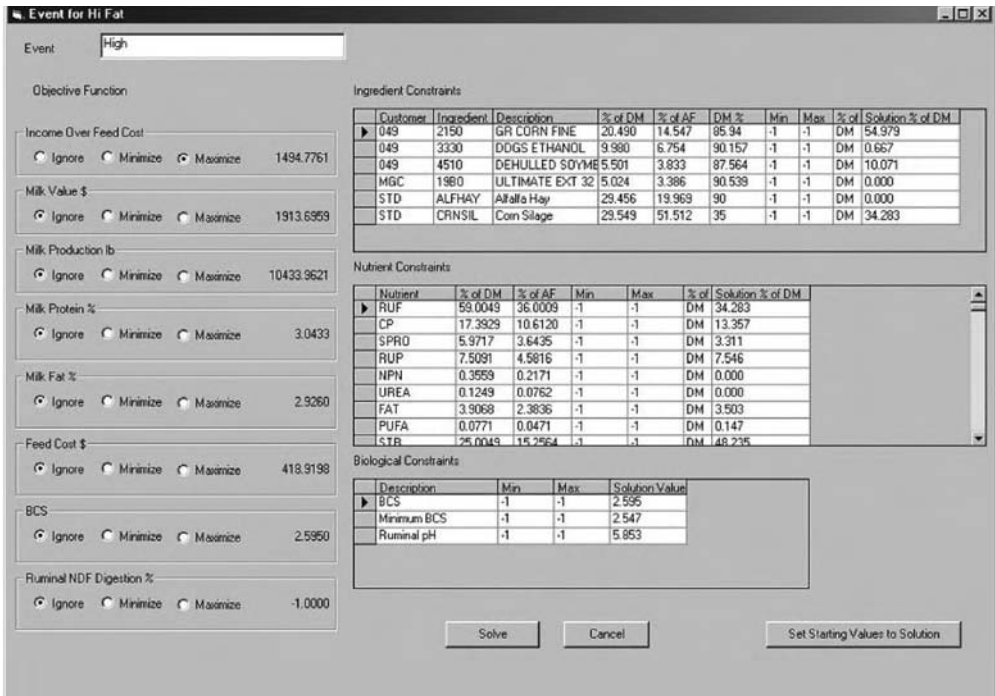 Event for Hi Fat
Event High
Objective Function
Income Over Feed Cost
Ignore Minimize Maximize 1494.7761
Milk Value $
Ignore Minimize Maximize 1913.6959
Milk Production lb
Ignore Minimize Maximize 10433.9621
Milk Protein %
Ignore Minimize Maximize 3.0433
Milk Fat %
Ignore Minimize Maximize 2.9260
Feed Cost $
Ignore Minimize Maximize 418.9198
BCS
Ignore Minimize Maximize 2.5950
Ruminal NDF Digestion %
Ignore Minimize Maximize -1.0000
Ingredient Constraints
Customer Ingredient Description % of DM % of AF DM % Min Max % of Solution % of DM
049 2150 GR CORN FINE 20.490 14.547 85.94 -1 -1 DM 54.979
049 3330 DDGS ETHANOL 9.980 6.754 90.157 -1 -1 DM 0.667
049 4510 DEHULLED SOYME 5.501 3.833 87.564 -1 -1 DM 10.071
MGC 19B0 ULTIMATE EXT 32 5.024 3.386 90.539 -1 -1 DM 0.000
STD ALFHAY Alfalfa Hay 29.456 19.969 90 -1 -1 DM 0.000
STD CRNSIL Corn Silage 29.549 51.512 35 -1 -1 DM 34.283
Nutrient Constraints
Nutrient % of DM % of AF Min Max % of Solution % of DM
RUF 59.0049 36.0009 -1 -1 DM 34.283
CP 17.3929 10.6120 -1 -1 DM 13.357
SPRO 5.9717 3.6435 -1 -1 DM 3.311
RUP 7.5091 4.5816 -1 -1 DM 7.546
NPN 0.3559 0.2171 -1 -1 DM 0.000
UREA 0.1249 0.0762 -1 -1 DM 0.000
FAT 3.9068 2.3836 -1 -1 DM 3.503
PUFA 0.0771 0.0471 -1 -1 DM 0.147
STR 25.0049 15.2564 -1 -1 DM 48.235
Biological Constraints
Description Min Max Solution Value
BCS -1 -1 2.595
Minimum BCS -1 -1 2.547
Ruminal pH -1 -1 5.853
Solve Cancel Set Starting Values to Solution